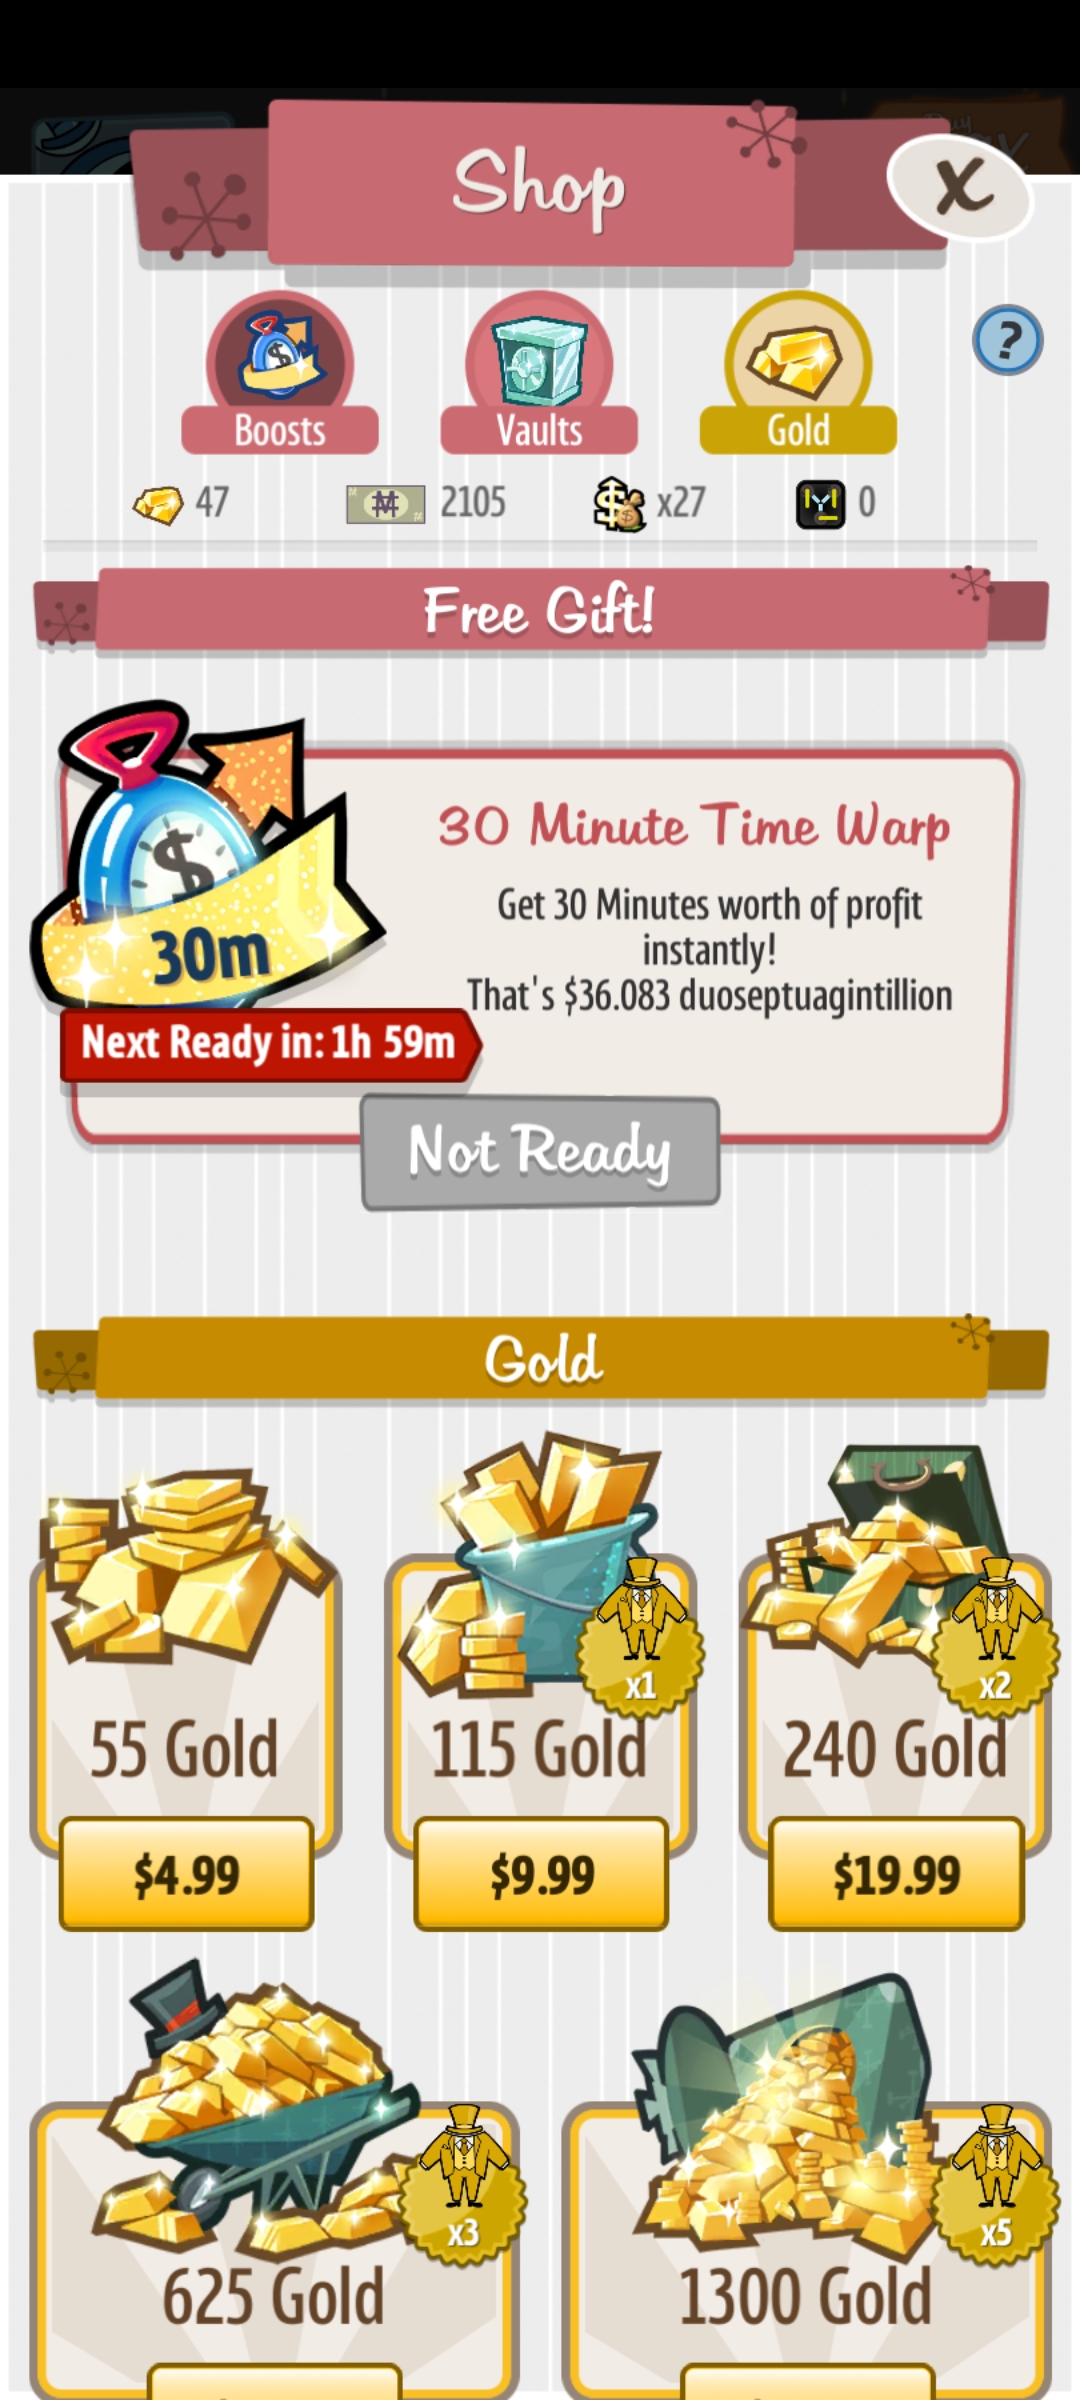 Shop
X
Boosts
Vaults
Gold
?
47
2105
x27
0
Free Gift!
30 Minute Time Warp
Get 30 Minutes worth of profit
instantly!
That's $36.083 duoseptuagintillion
$
30m
Next Ready in: 1h 59m
Not Ready
Gold
x1
x2
55 Gold
115 Gold
240 Gold
$4.99
$9.99
$19.99
x3
x5
625 Gold
1300 Gold